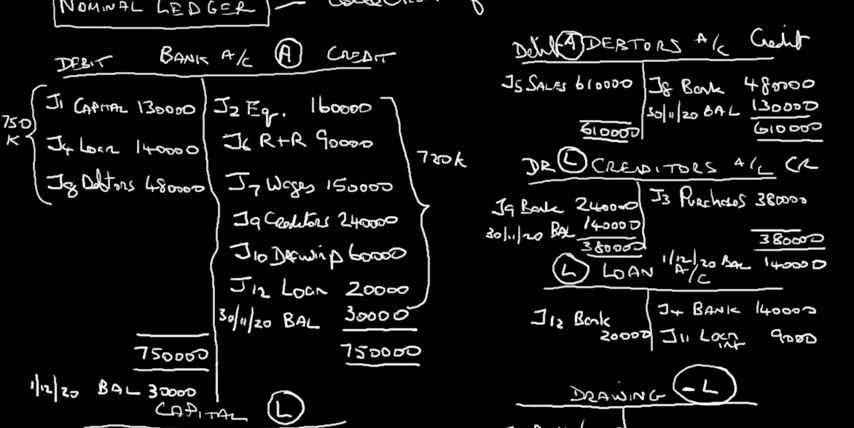 NOMINAL LEDGER
DEBIT BANK A/C A CREDIT
J1 CAPITAL 130000
J4 Loan 140000
J8 Debtors 480000
750
K
750000
1/12/20 BAL 30000
J2 Eq. 160000
J6 R+R 90000
J7 Wages 150000
J9 Creditors 240000
J10 Drawing 60000
J12 LOAN 20000
30/11/20 BAL 30000
750000
720k
CAPITAL L
Debit A DEBTORS A/C Credit
J5 SALES 610000
610000
J8 Bank 480000
30/11/20 BAL 130000
610000
DR L CREDITORS A/C CR
J9 Bank 240000
30/11/20 BAL 140000
380000
J3 Purchases 380000
380000
1/12/20 BAL 140000
L LOAN A/C
J12 Bank
20000
J4 BANK 140000
J11 Loan
int 9000
DRAWING -L